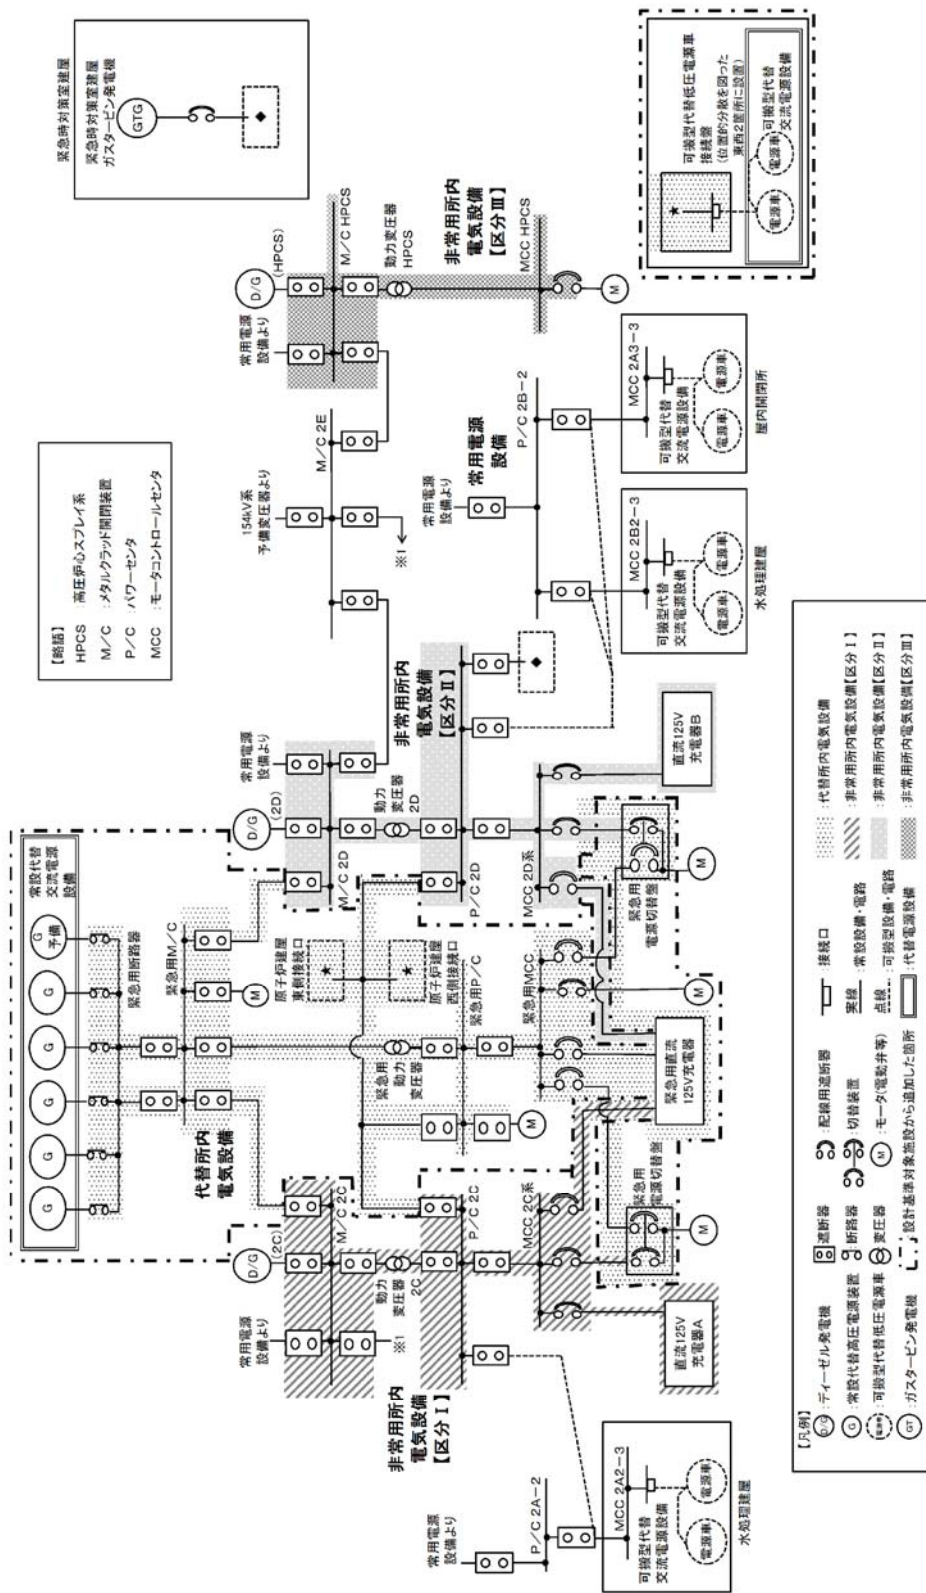 緊急時対策室建屋
緊急時対策室建屋
ガスタービン発電機
GTG
【略語】
HPCS :高圧炉心スプレイ系
M/C :メタルクラッド開閉装置
P/C :パワーセンタ
MCC :モータコントロールセンタ
常設代替
交流電源
設備
G
G
G
G
G
G
予備
緊急用断路器
緊急用M/C
M
代替所内
電気設備
常用電源
設備より
D/G
(2C)
M/C 2C
※1
動力
変圧器
2C
非常用所内
電気設備
【区分Ⅰ】
P/C 2C
MCC 2C系
直流125V
充電器A
緊急用
電源切替盤
M
常用電源
設備より
P/C 2A-2
MCC 2A2-3
可搬型代替
交流電源設備
電源車
電源車
水処理建屋
原子炉建屋
東側接続口
原子炉建屋
西側接続口
緊急用
動力
変圧器
緊急用P/C
M
緊急用MCC
緊急用直流
125V充電器
M
D/G
(2D)
常用電源
設備より
M/C 2D
動力
変圧器
2D
非常用所内
電気設備
【区分Ⅱ】
P/C 2D
MCC 2D系
直流125V
充電器B
緊急用
電源切替盤
M
154kV系
予備変圧器より
M/C 2E
※1
常用電源
設備より
D/G
(HPCS)
M/C HPCS
動力変圧器
HPCS
非常用所内
電気設備
【区分Ⅲ】
MCC HPCS
M
常用電源
設備
常用電源
設備より
P/C 2B-2
MCC 2B2-3
可搬型代替
交流電源設備
電源車
電源車
水処理建屋
MCC 2A3-3
可搬型代替
交流電源設備
電源車
電源車
屋内開閉所
可搬型代替低圧電源車
接続盤
(位置的分散を図った
東西2箇所に設置)
電源車
電源車
可搬型代替
交流電源設備
【凡例】
D/G :ディーゼル発電機
G :常設代替高圧電源装置
電源車 :可搬型代替低圧電源車
GT :ガスタービン発電機
:遮断器
:断路器
:変圧器
:設計基準対象施設から追加した箇所
:配線用遮断器
:切替装置
M :モータ(電動弁等)
:接続口
実線 :常設設備・電路
点線 :可搬型設備・電路
:代替電源設備
:代替所内電気設備
:非常用所内電気設備【区分Ⅰ】
:非常用所内電気設備【区分Ⅱ】
:非常用所内電気設備【区分Ⅲ】